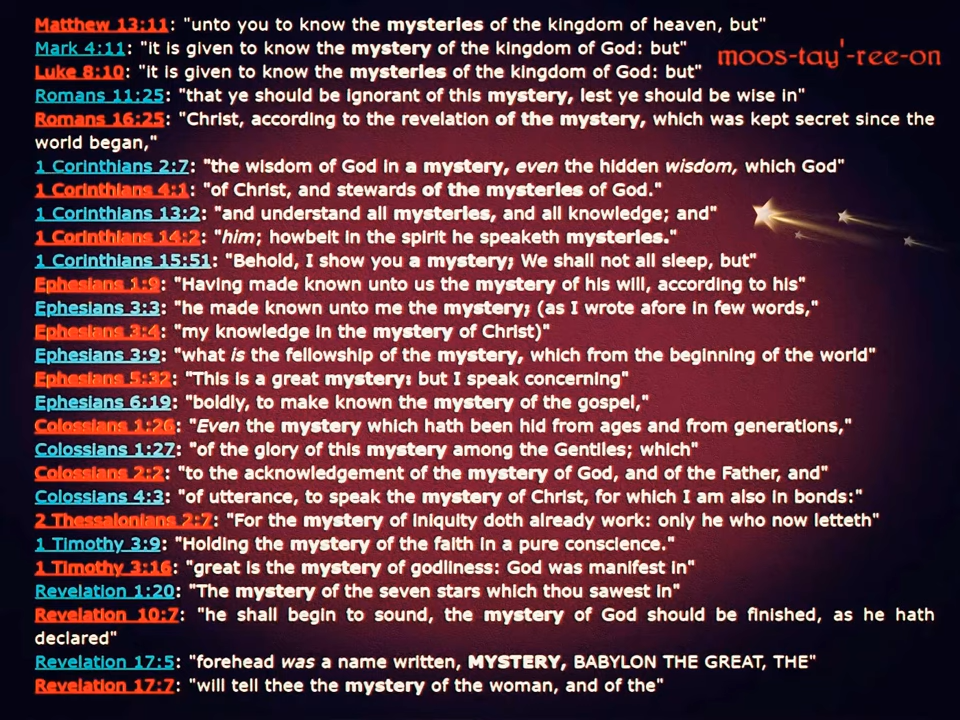 Matthew 13:11: "unto you to know the mysteries of the kingdom of heaven, but"
Mark 4:11: "it is given to know the mystery of the kingdom of God: but"
moos-tay'-ree-on
Luke 8:10: "it is given to know the mysteries of the kingdom of God: but"
Romans 11:25: "that ye should be ignorant of this mystery, lest ye should be wise in"
Romans 16:25: "Christ, according to the revelation of the mystery, which was kept secret since the
world began,"
1 Corinthians 2:7: "the wisdom of God in a mystery, even the hidden wisdom, which God"
1 Corinthians 4:1: "of Christ, and stewards of the mysteries of God."
1 Corinthians 13:2: "and understand all mysteries, and all knowledge; and"
1 Corinthians 14:2: "him; howbeit in the spirit he speaketh mysteries."
1 Corinthians 15:51: "Behold, I show you a mystery; We shall not all sleep, but"
Ephesians 1:9: "Having made known unto us the mystery of his will, according to his"
Ephesians 3:3: "he made known unto me the mystery; (as I wrote afore in few words,"
Ephesians 3:4: "my knowledge in the mystery of Christ)"
Ephesians 3:9: "what is the fellowship of the mystery, which from the beginning of the world"
Ephesians 5:32: "This is a great mystery: but I speak concerning"
Ephesians 6:19: "boldly, to make known the mystery of the gospel,"
Colossians 1:26: "Even the mystery which hath been hid from ages and from generations,"
Colossians 1:27: "of the glory of this mystery among the Gentiles; which"
Colossians 2:2: "to the acknowledgement of the mystery of God, and of the Father, and"
Colossians 4:3: "of utterance, to speak the mystery of Christ, for which I am also in bonds:"
2 Thessalonians 2:7: "For the mystery of iniquity doth already work: only he who now letteth"
1 Timothy 3:9: "Holding the mystery of the faith in a pure conscience."
1 Timothy 3:16: "great is the mystery of godliness: God was manifest in"
Revelation 1:20: "The mystery of the seven stars which thou sawest in"
Revelation 10:7: "he shall begin to sound, the mystery of God should be finished, as he hath
declared"
Revelation 17:5: "forehead was a name written, MYSTERY, BABYLON THE GREAT, THE"
Revelation 17:7: "will tell thee the mystery of the woman, and of the"